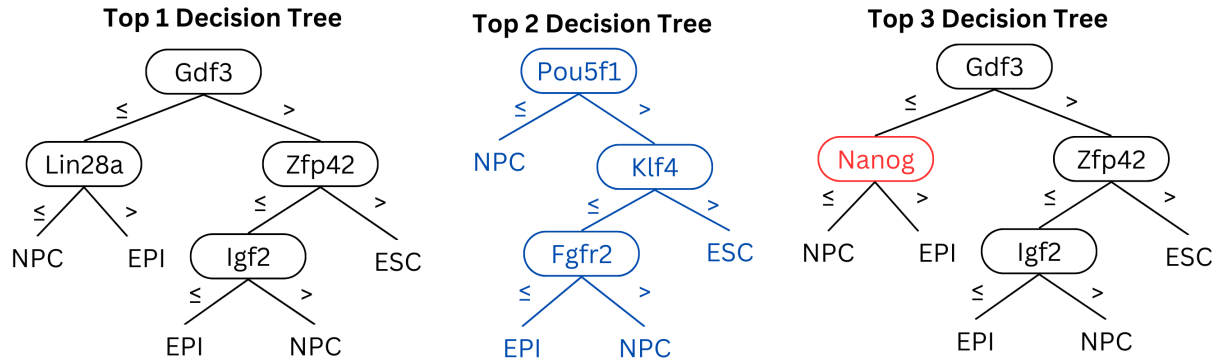 Top 1 Decision Tree
Gdf3
≤ >
Lin28a Zfp42
≤ > ≤ >
NPC EPI Igf2 ESC
≤ >
EPI NPC
Top 2 Decision Tree
Pou5f1
≤ >
NPC Klf4
≤ >
Fgfr2 ESC
≤ >
EPI NPC
Top 3 Decision Tree
Gdf3
≤ >
Nanog Zfp42
≤ > ≤ >
NPC EPI Igf2 ESC
≤ >
EPI NPC